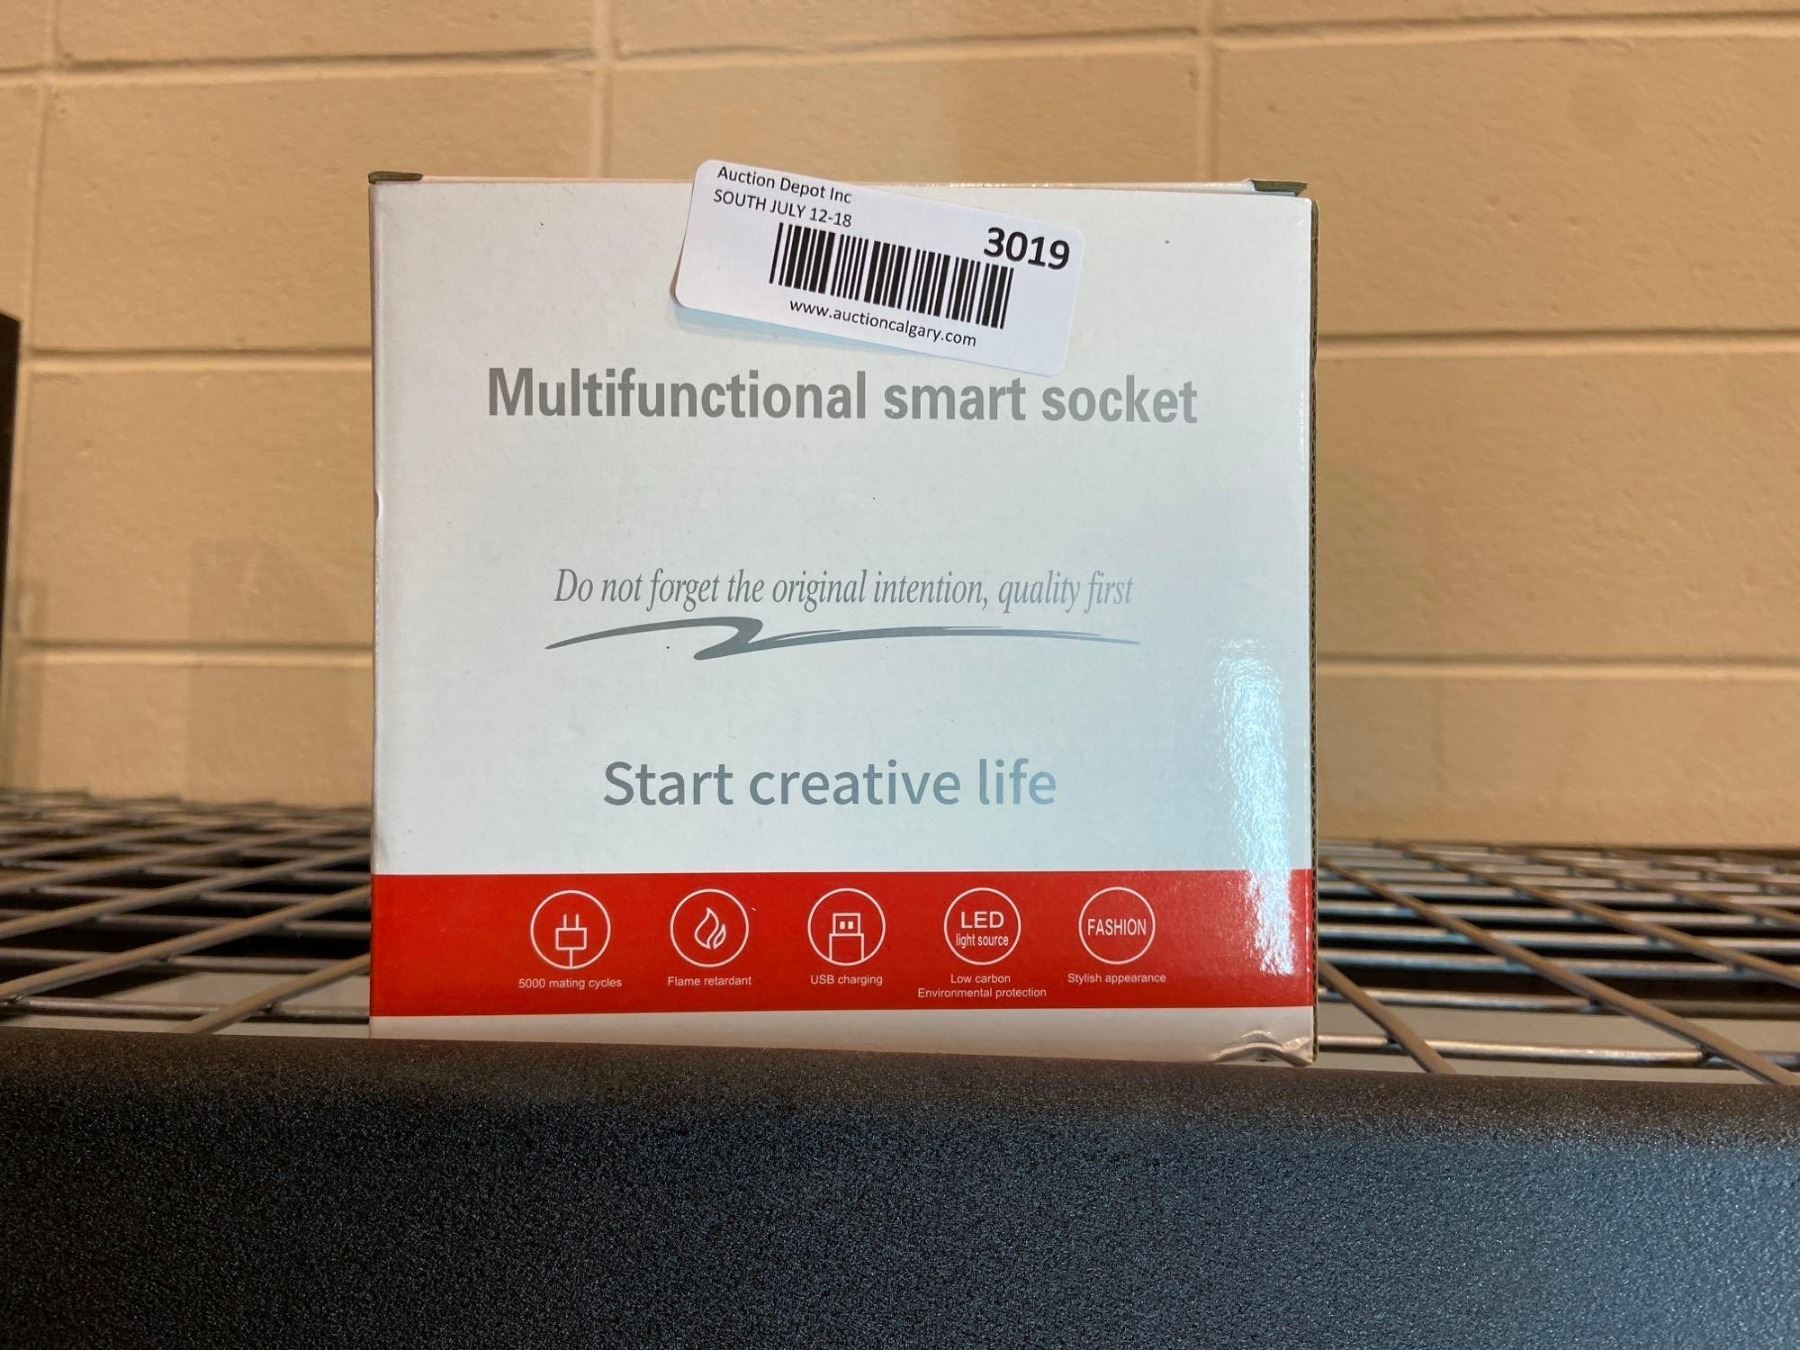 Auction Depot Inc
SOUTH JULY 12-18
3019
www.auctioncalgary.com
Multifunctional smart socket
Do not forget the original intention, quality first
Start creative life
LED
light source
FASHION
5000 mating cycles
Flame retardant
USB charging
Low carbon
Environmental protection
Stylish appearance